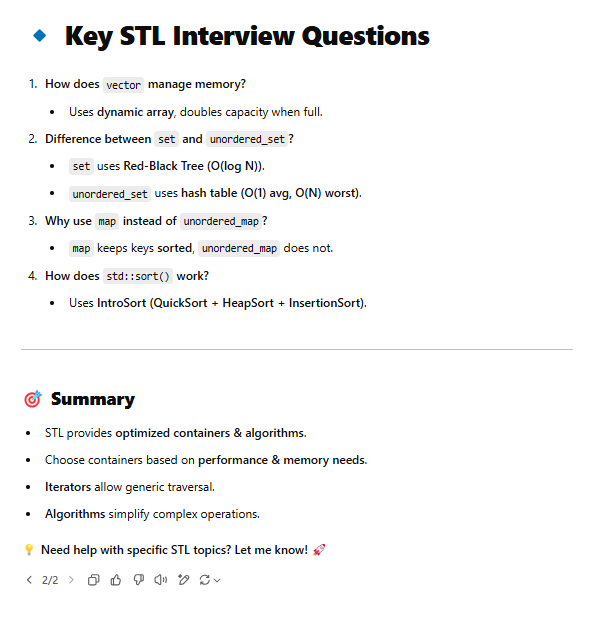 Key STL Interview Questions
1. How does vector manage memory?
• Uses dynamic array, doubles capacity when full.
2. Difference between set and unordered_set?
• set uses Red-Black Tree (O(log N)).
• unordered_set uses hash table (O(1) avg, O(N) worst).
3. Why use map instead of unordered_map?
• map keeps keys sorted, unordered_map does not.
4. How does std::sort() work?
• Uses IntroSort (QuickSort + HeapSort + InsertionSort).
Summary
• STL provides optimized containers & algorithms.
• Choose containers based on performance & memory needs.
• Iterators allow generic traversal.
• Algorithms simplify complex operations.
Need help with specific STL topics? Let me know!
2/2